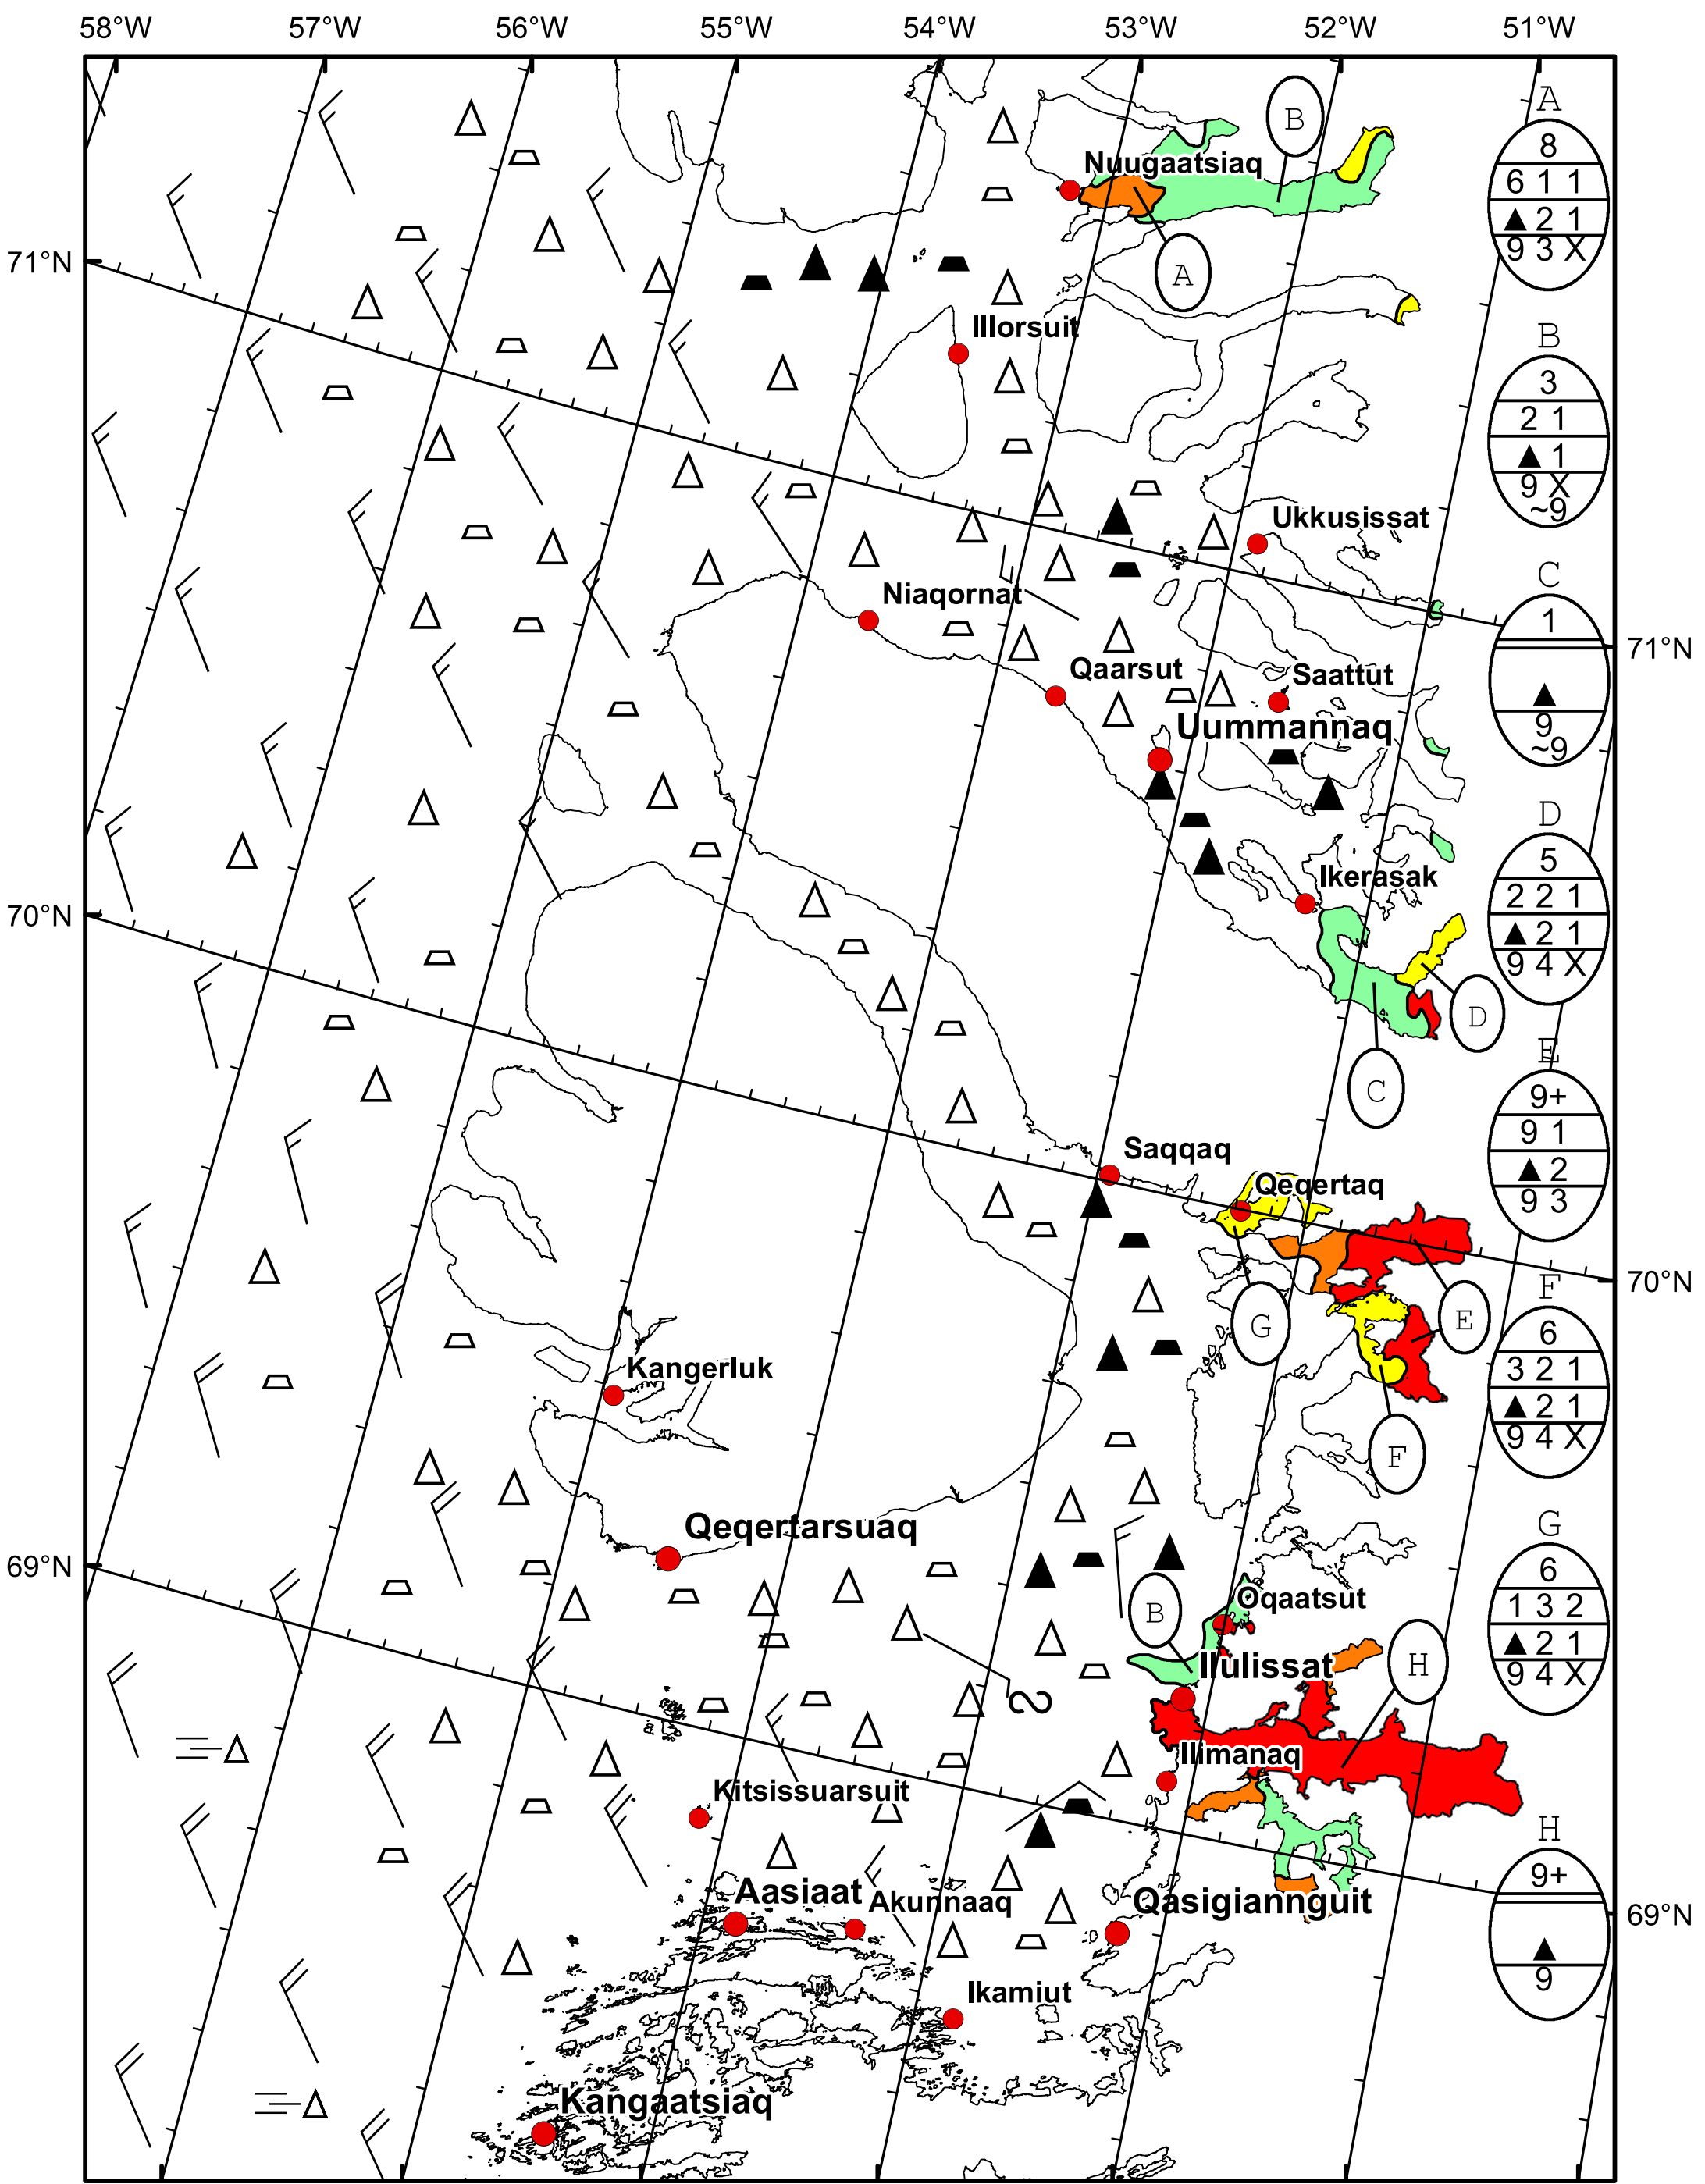 58°W 57°W 56°W 55°W 54°W 53°W 52°W 51°W
A
8
6 1 1
▲ 2 1
9 3 X
B
Nuugaatsiaq
A
71°N
Illorsuit
B
3
2 1
▲ 1
9 X
~9
Ukkusissat
C
1
▲
9
~9
Niaqornat
71°N
Qaarsut
Saattut
Uummannaq
D
5
2 2 1
▲ 2 1
9 4 X
Ikerasak
70°N
D
C
E
9+
9 1
▲ 2
9 3
Saqqaq
Qeqertaq
70°N
G
E
F
6
3 2 1
▲ 2 1
9 4 X
Kangerluk
F
Qeqertarsuaq
69°N
G
6
1 3 2
▲ 2 1
9 4 X
B
Oqaatsut
H
Ilulissat
Ilimanaq
Kitsissuarsuit
H
9+
▲
9
Aasiaat
Akunnaaq
Qasigiannguit
69°N
Ikamiut
Kangaatsiaq